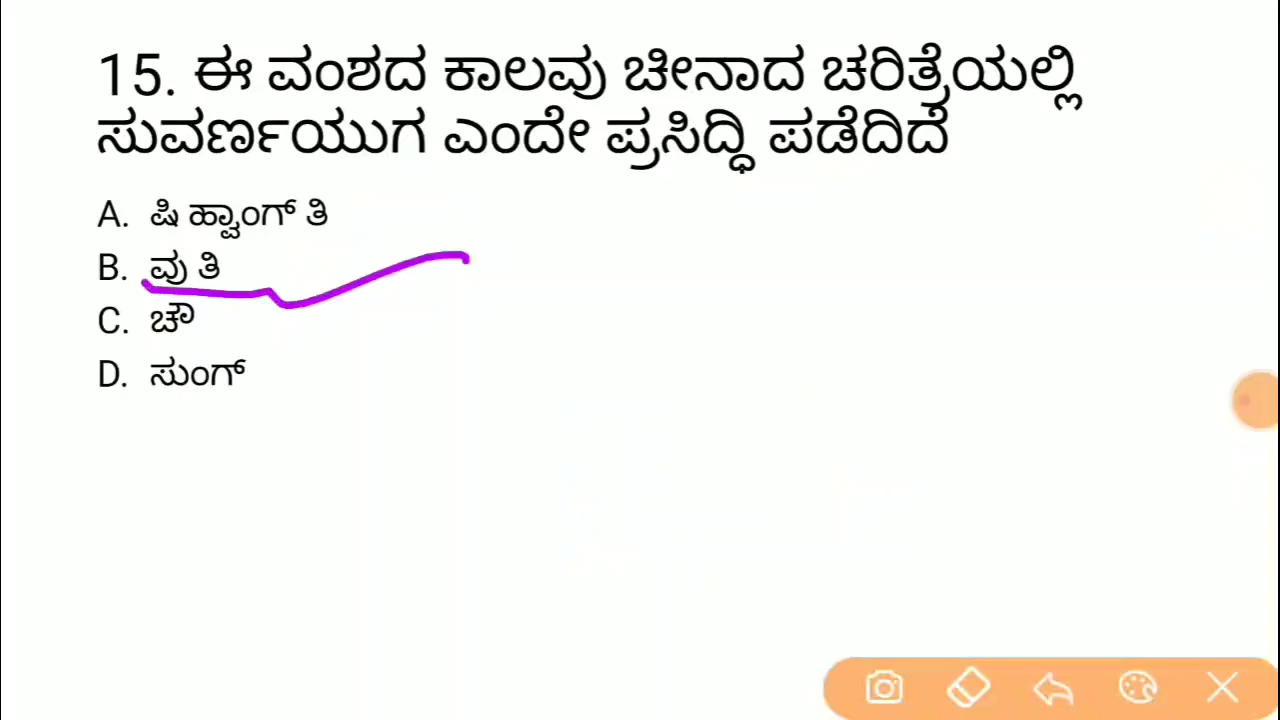 15. ಈ ವಂಶದ ಕಾಲವು ಚೀನಾದ ಚರಿತ್ರೆಯಲ್ಲಿ
ಸುವರ್ಣಯುಗ ಎಂದೇ ಪ್ರಸಿದ್ಧಿ ಪಡೆದಿದೆ
A. ಷಿ ಹ್ವಾಂಗ್ ತಿ
B. ವು ತಿ
C. ಚೌ
D. ಸುಂಗ್